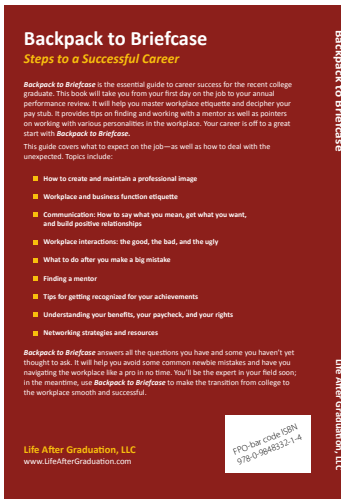 Backpack to Briefcase
Steps to a Successful Career
Backpack to Briefcase is the essential guide to career success for the recent college
graduate. This book will take you from your first day on the job to your annual
performance review. It will help you master workplace etiquette and decipher your
pay stub. It provides tips on finding and working with a mentor as well as pointers
on working with various personalities in the workplace. Your career is off to a great
start with Backpack to Briefcase.
This guide covers what to expect on the job—as well as how to deal with the
unexpected. Topics include:
How to create and maintain a professional image
Workplace and business function etiquette
Communication: How to say what you mean, get what you want,
and build positive relationships
Workplace interactions: the good, the bad, and the ugly
What to do after you make a big mistake
Finding a mentor
Tips for getting recognized for your achievements
Understanding your benefits, your paycheck, and your rights
Networking strategies and resources
Backpack to Briefcase answers all the questions you have and some you haven't yet
thought to ask. It will help you avoid some common newbie mistakes and have you
navigating the workplace like a pro in no time. You'll be the expert in your field soon;
in the meantime, use Backpack to Briefcase to make the transition from college to
the workplace smooth and successful.
Life After Graduation, LLC
www.LifeAfterGraduation.com
FPO-bar code ISBN
978-0-9848332-1-4
Backpack to Briefcase
Life After Graduation, LLC